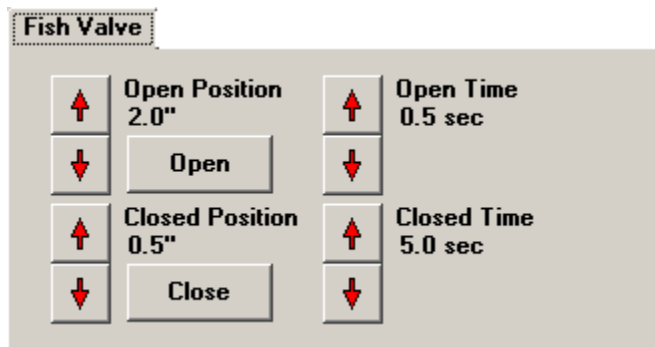 Fish Valve
Open Position
2.0"
Open
Open Time
0.5 sec
Closed Position
0.5"
Close
Closed Time
5.0 sec